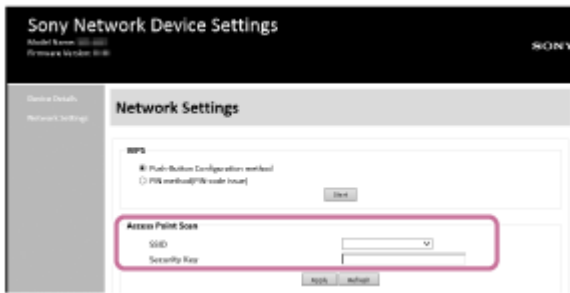 Sony Network Device Settings
Model Name
SONY
Firmware Version
Device Details
Network Settings
Network Settings
WPS
Push-Button Configuration method
PIN method(PIN-code issue)
Start
Access Point Scan
SSID
Security Key
Apply Refresh